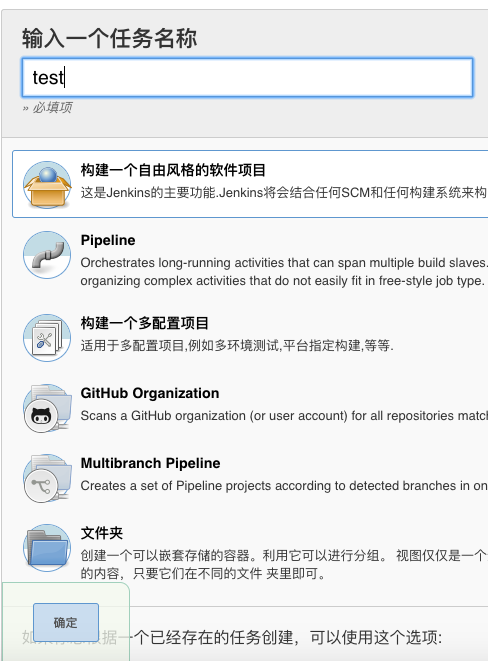 输入一个任务名称
test
» 必填项
构建一个自由风格的软件项目
这是Jenkins的主要功能.Jenkins将会结合任何SCM和任何构建系统来构
Pipeline
Orchestrates long-running activities that can span multiple build slaves.
organizing complex activities that do not easily fit in free-style job type.
构建一个多配置项目
适用于多配置项目,例如多环境测试,平台指定构建,等等.
GitHub Organization
Scans a GitHub organization (or user account) for all repositories matc
Multibranch Pipeline
Creates a set of Pipeline projects according to detected branches in on
文件夹
创建一个可以嵌套存储的容器。利用它可以进行分组。 视图仅仅是一个
的内容，只要它们在不同的文件 夹里即可。
确定
一个已经存在的任务创建，可以使用这个选项: